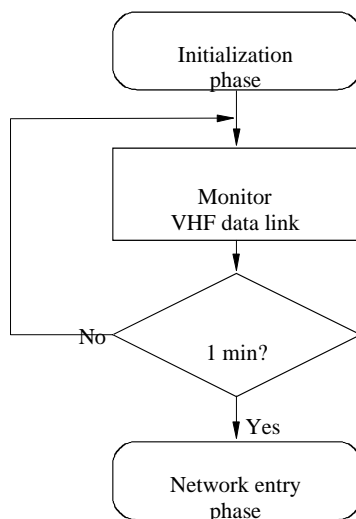 Initialization
phase
Monitor
VHF data link
No
1 min?
Yes
Network entry
phase